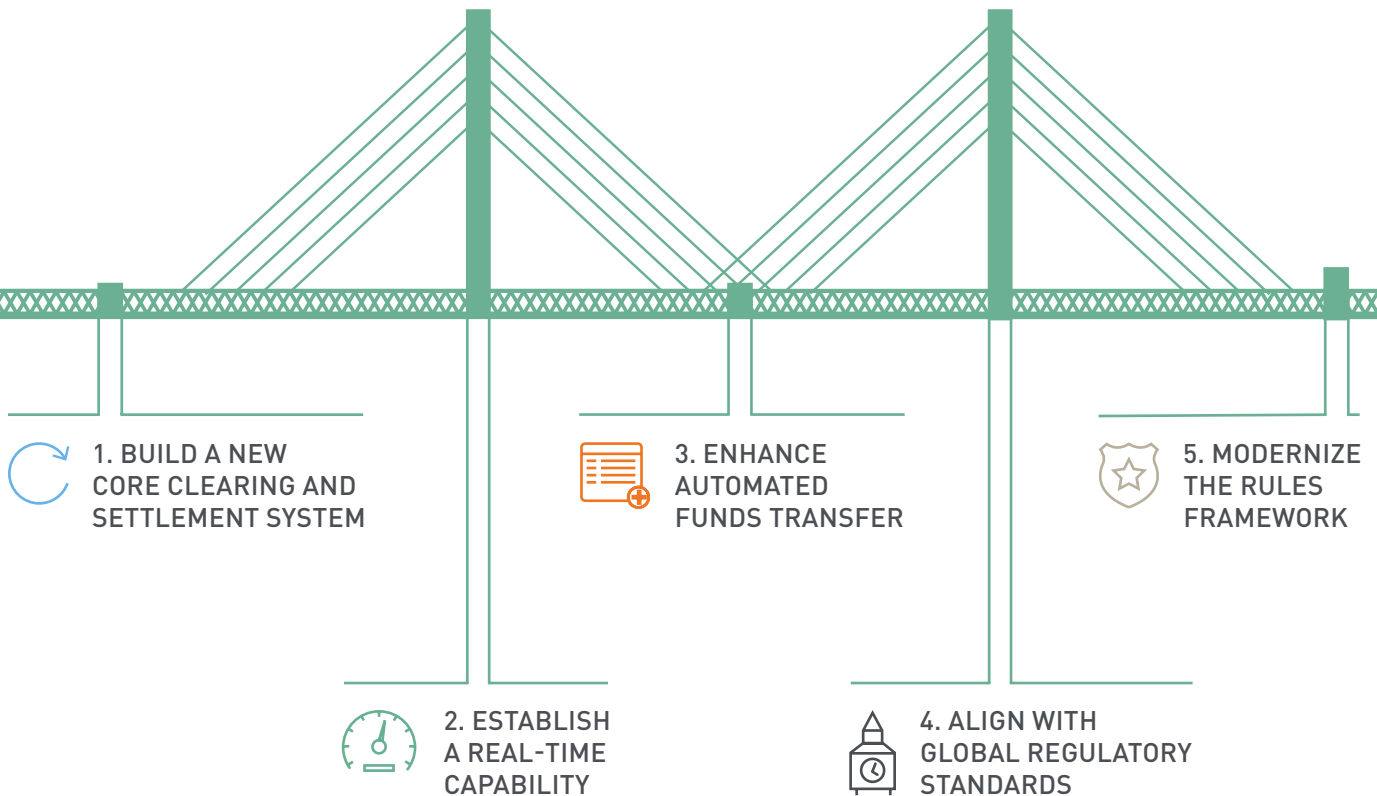 1. BUILD A NEW
CORE CLEARING AND
SETTLEMENT SYSTEM
2. ESTABLISH
A REAL-TIME
CAPABILITY
3. ENHANCE
AUTOMATED
FUNDS TRANSFER
4. ALIGN WITH
GLOBAL REGULATORY
STANDARDS
5. MODERNIZE
THE RULES
FRAMEWORK